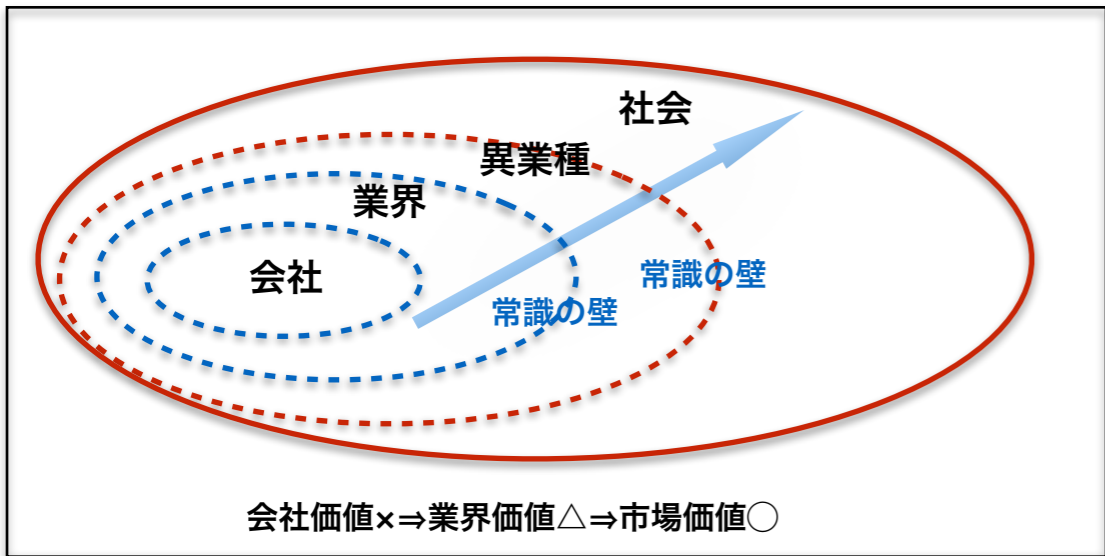 社会
異業種
業界
会社
常識の壁
常識の壁
会社価値×⇒業界価値△⇒市場価値○